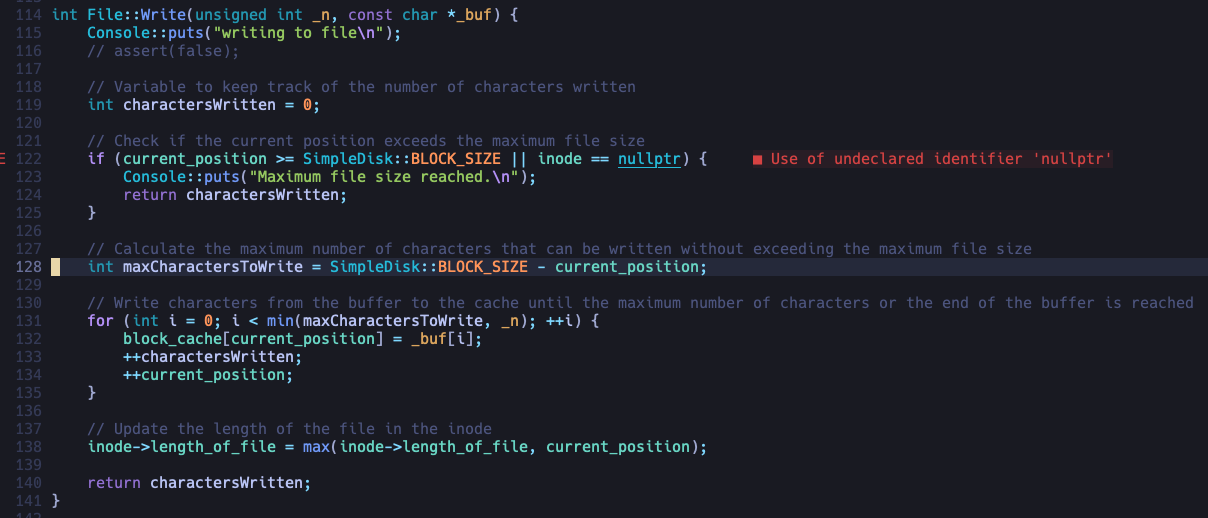 114 int File::Write(unsigned int _n, const char *_buf) {
115     Console::puts("writing to file\n");
116     // assert(false);
117
118     // Variable to keep track of the number of characters written
119     int charactersWritten = 0;
120
121     // Check if the current position exceeds the maximum file size
E 122     if (current_position >= SimpleDisk::BLOCK_SIZE || inode == nullptr) {     ■ Use of undeclared identifier 'nullptr'
123         Console::puts("Maximum file size reached.\n");
124         return charactersWritten;
125     }
126
127     // Calculate the maximum number of characters that can be written without exceeding the maximum file size
128     int maxCharactersToWrite = SimpleDisk::BLOCK_SIZE - current_position;
129
130     // Write characters from the buffer to the cache until the maximum number of characters or the end of the buffer is reached
131     for (int i = 0; i < min(maxCharactersToWrite, _n); ++i) {
132         block_cache[current_position] = _buf[i];
133         ++charactersWritten;
134         ++current_position;
135     }
136
137     // Update the length of the file in the inode
138     inode->length_of_file = max(inode->length_of_file, current_position);
139
140     return charactersWritten;
141 }